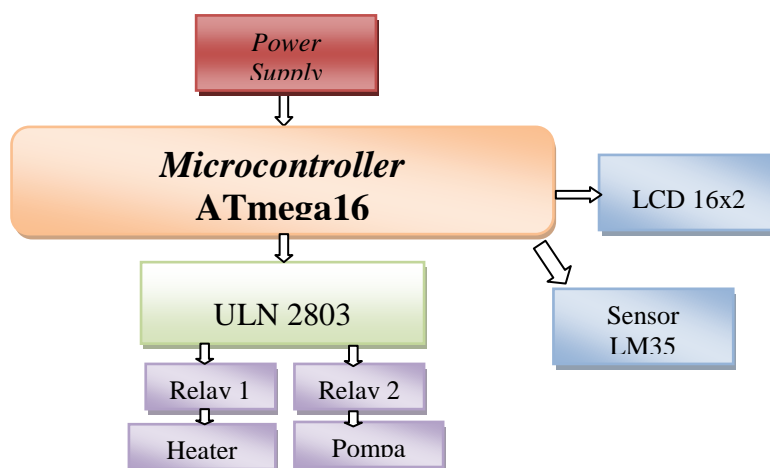 Power
Supply
Microcontroller
ATmega16
LCD 16x2
ULN 2803
Sensor
LM35
Relay 1
Relay 2
Heater
Pompa